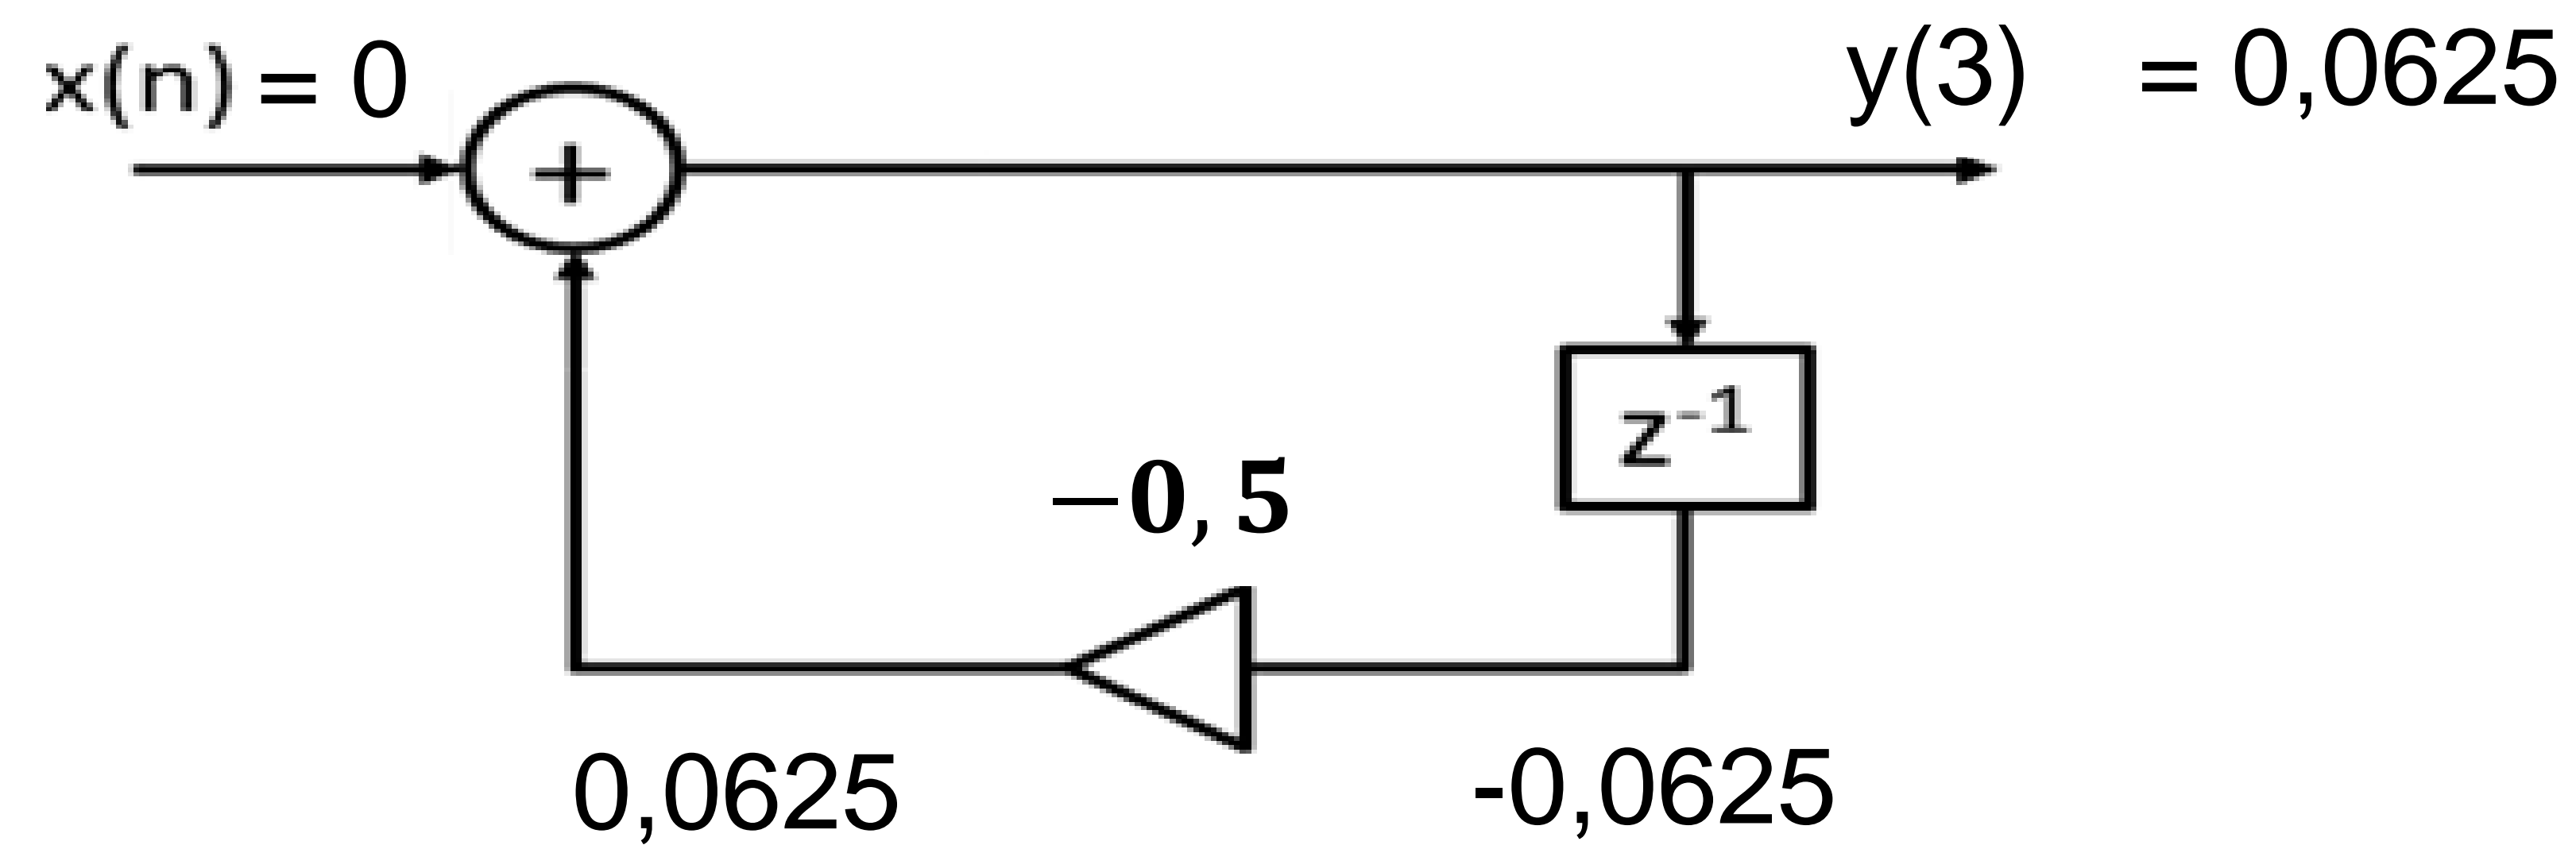 x(n) = 0
y(3) = 0,0625
+
z⁻¹
−0, 5
0,0625
-0,0625